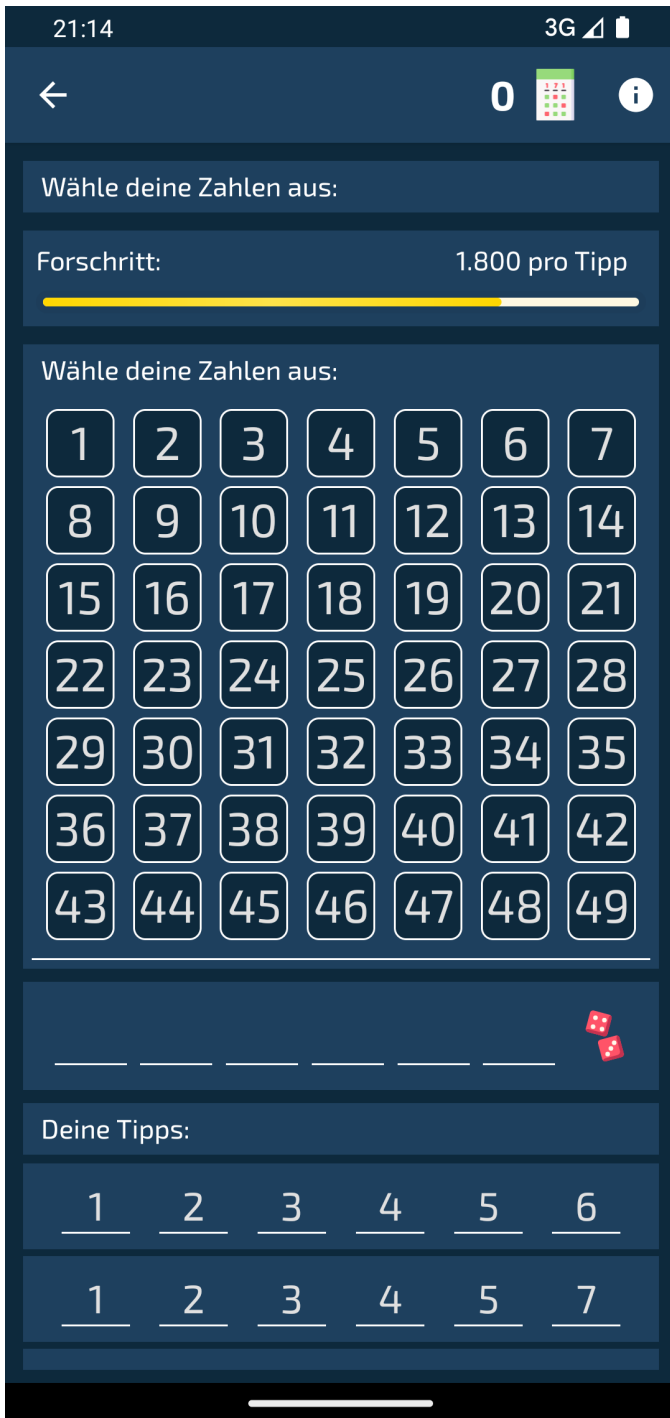 21:14 3G
0
Wähle deine Zahlen aus:
Forschritt: 1.800 pro Tipp
Wähle deine Zahlen aus:
1 2 3 4 5 6 7
8 9 10 11 12 13 14
15 16 17 18 19 20 21
22 23 24 25 26 27 28
29 30 31 32 33 34 35
36 37 38 39 40 41 42
43 44 45 46 47 48 49
Deine Tipps:
1 2 3 4 5 6
1 2 3 4 5 7